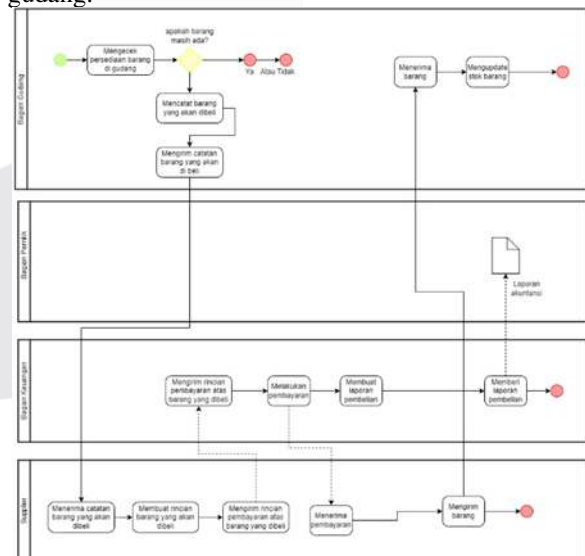 gudang.
apakah barang
masih ada?
Mengecek
persediaan barang
di gudang
Ya Atau Tidak
Mencatat barang
yang akan dibeli
Mengirim catatan
barang yang akan
di beli
Menerima
barang
Mengupdate
stok barang
Bagian Gudang
Bagian Pemilik
Laporan
akuntansi
Bagian Keuangan
Mengirim rincian
pembayaran atas
barang yang dibeli
Melakukan
pembayaran
Membuat
laporan
pembelian
Memberi
laporan
pembelian
Supplier
Menerima catatan
barang yang akan
dibeli
Membuat rincian
barang yang akan
dibeli
Mengirim rincian
pembayaran atas
barang yang dibeli
Menerima
pembayaran
Mengirim
barang